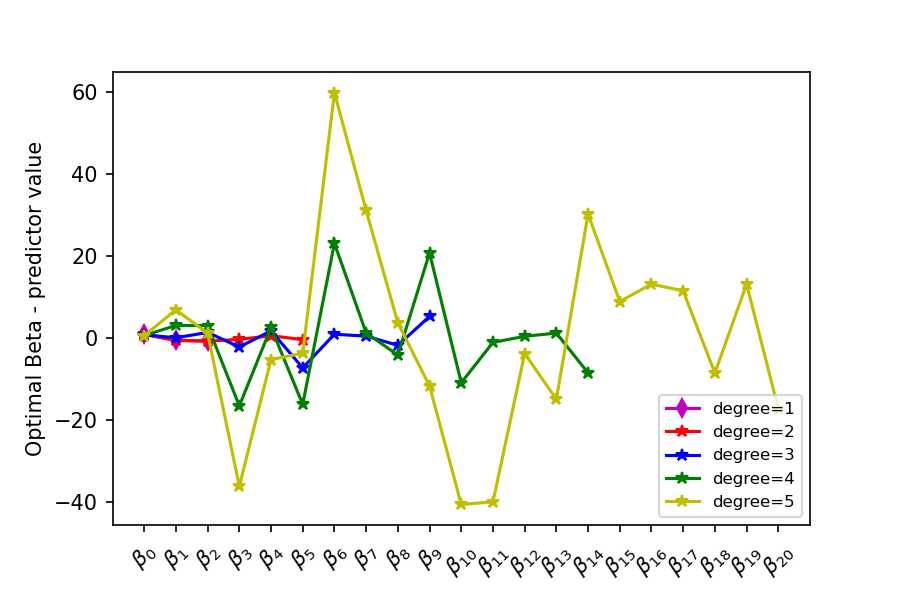 Optimal Beta - predictor value
60
40
20
0
−20
−40
β0 β1 β2 β3 β4 β5 β6 β7 β8 β9 β10 β11 β12 β13 β14 β15 β16 β17 β18 β19 β20
degree=1
degree=2
degree=3
degree=4
degree=5